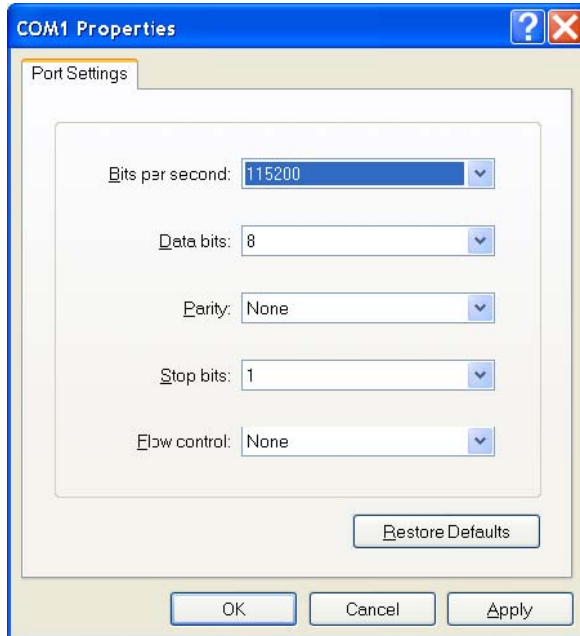 COM1 Properties
Port Settings
Bits per second: 115200
Data bits: 8
Parity: None
Stop bits: 1
Flow control: None
Restore Defaults
OK Cancel Apply